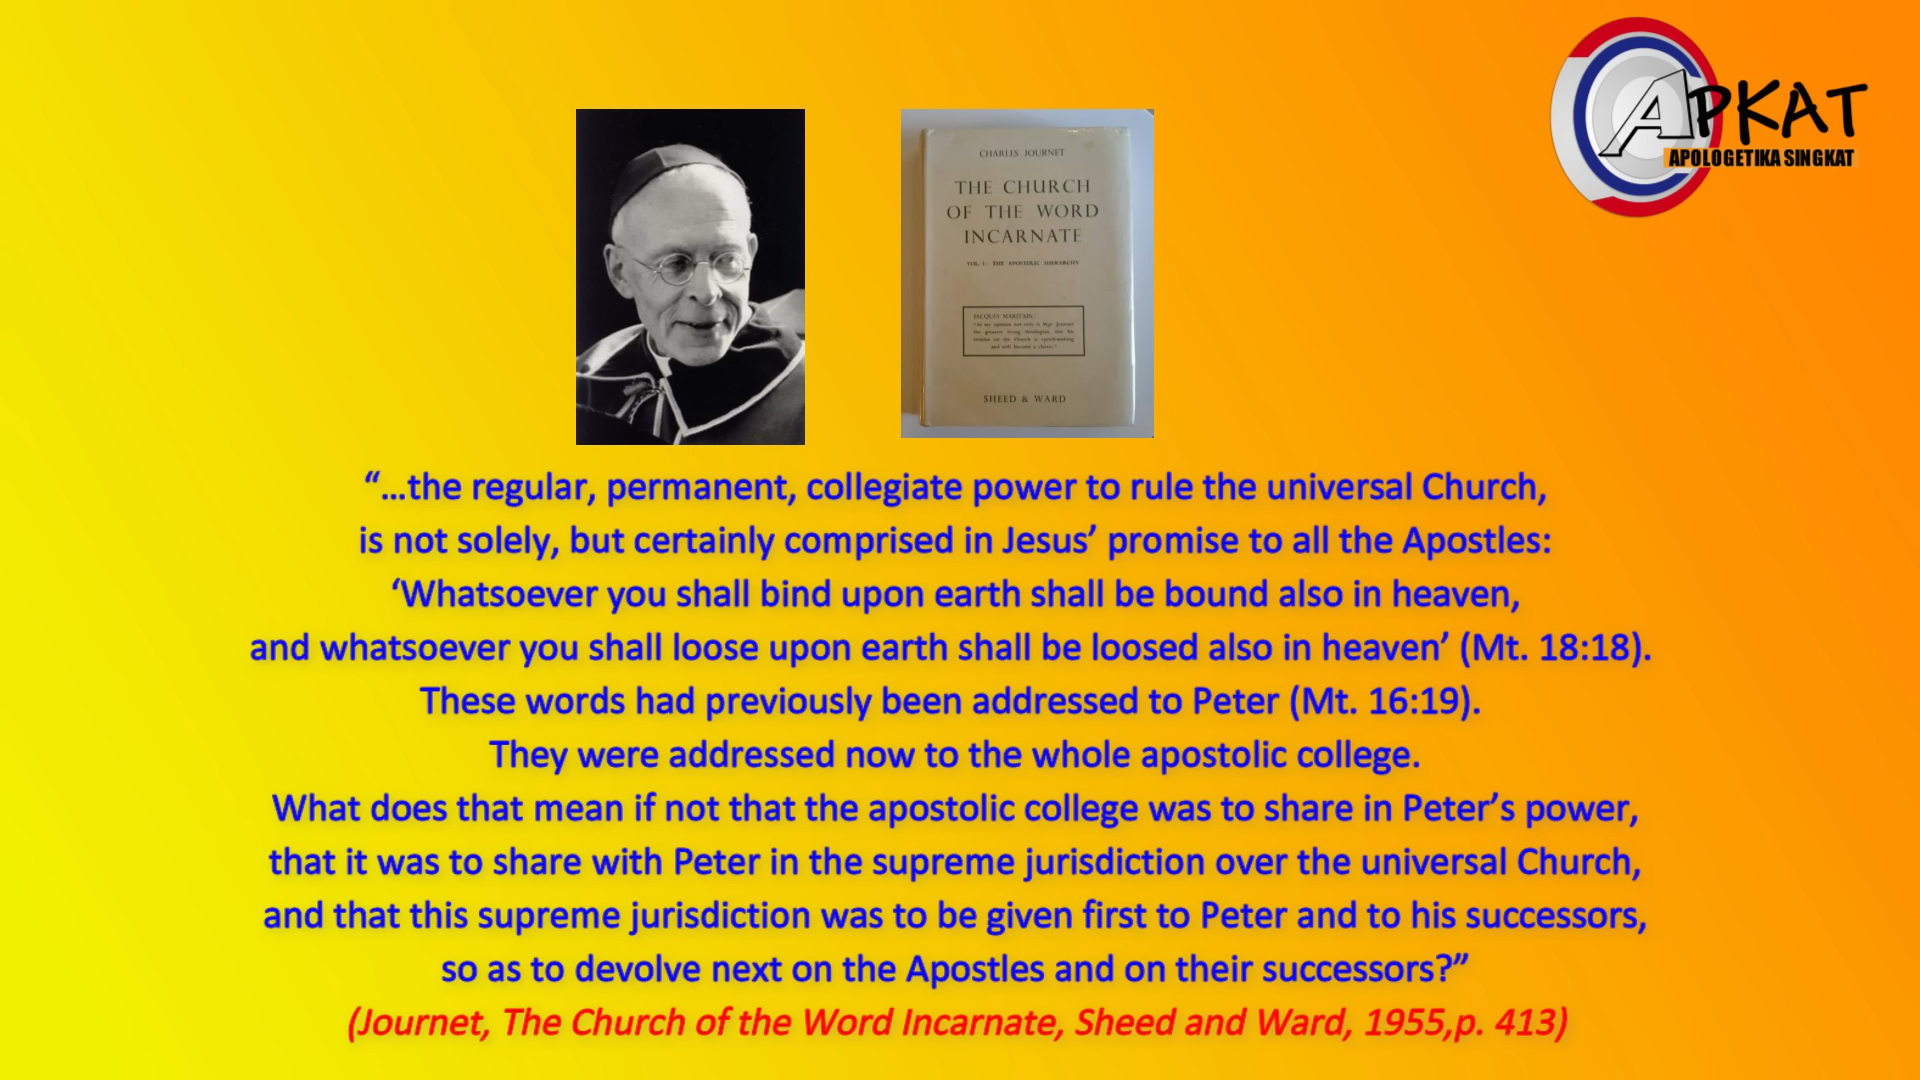 APKAT
APOLOGETIKA SINGKAT
CHARLES JOURNET
THE CHURCH
OF THE WORD
INCARNATE
VOL. I: THE APOSTOLIC HIERARCHY
JACQUES MARITAIN:
SHEED & WARD
“...the regular, permanent, collegiate power to rule the universal Church,
is not solely, but certainly comprised in Jesus’ promise to all the Apostles:
‘Whatsoever you shall bind upon earth shall be bound also in heaven,
and whatsoever you shall loose upon earth shall be loosed also in heaven’ (Mt. 18:18).
These words had previously been addressed to Peter (Mt. 16:19).
They were addressed now to the whole apostolic college.
What does that mean if not that the apostolic college was to share in Peter’s power,
that it was to share with Peter in the supreme jurisdiction over the universal Church,
and that this supreme jurisdiction was to be given first to Peter and to his successors,
so as to devolve next on the Apostles and on their successors?”
(Journet, The Church of the Word Incarnate, Sheed and Ward, 1955,p. 413)